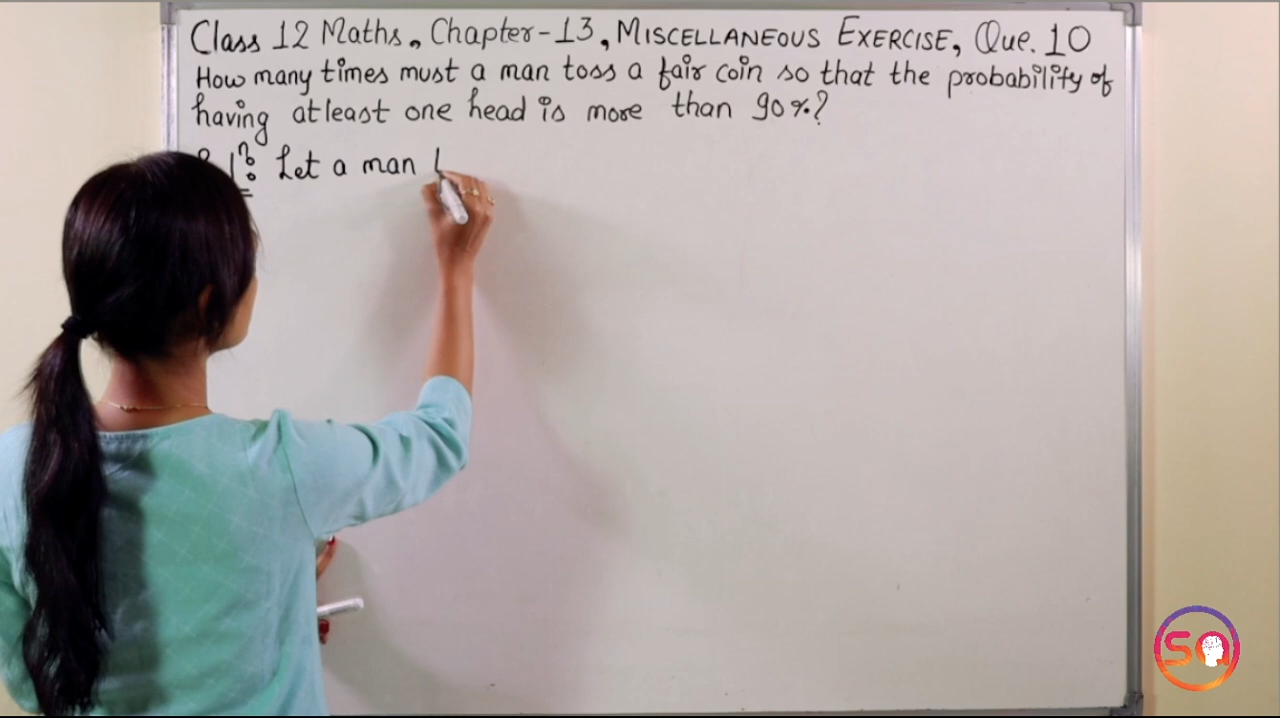 Class 12 Maths, Chapter-13, MISCELLANEOUS EXERCISE, Que. 10
How many times must a man toss a fair coin so that the probability of
having atleast one head is more than 90%?
Let a man
SQ